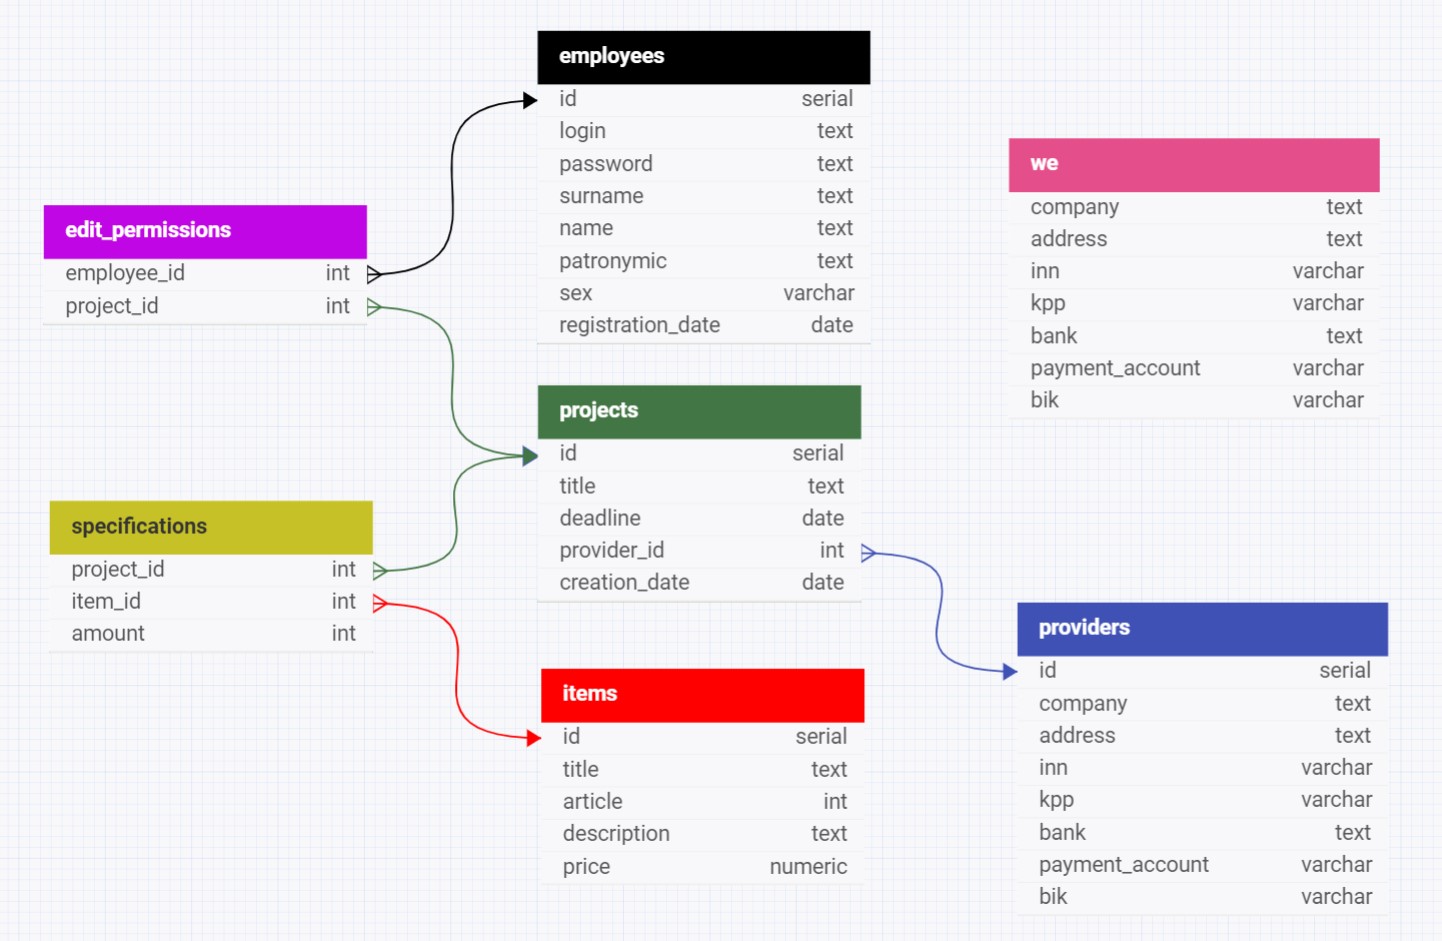 employees
id serial
login text
password text
surname text
name text
patronymic text
sex varchar
registration_date date
we
company text
address text
inn varchar
kpp varchar
bank text
payment_account varchar
bik varchar
edit_permissions
employee_id int
project_id int
projects
id serial
title text
deadline date
provider_id int
creation_date date
specifications
project_id int
item_id int
amount int
providers
id serial
company text
address text
inn varchar
kpp varchar
bank text
payment_account varchar
bik varchar
items
id serial
title text
article int
description text
price numeric